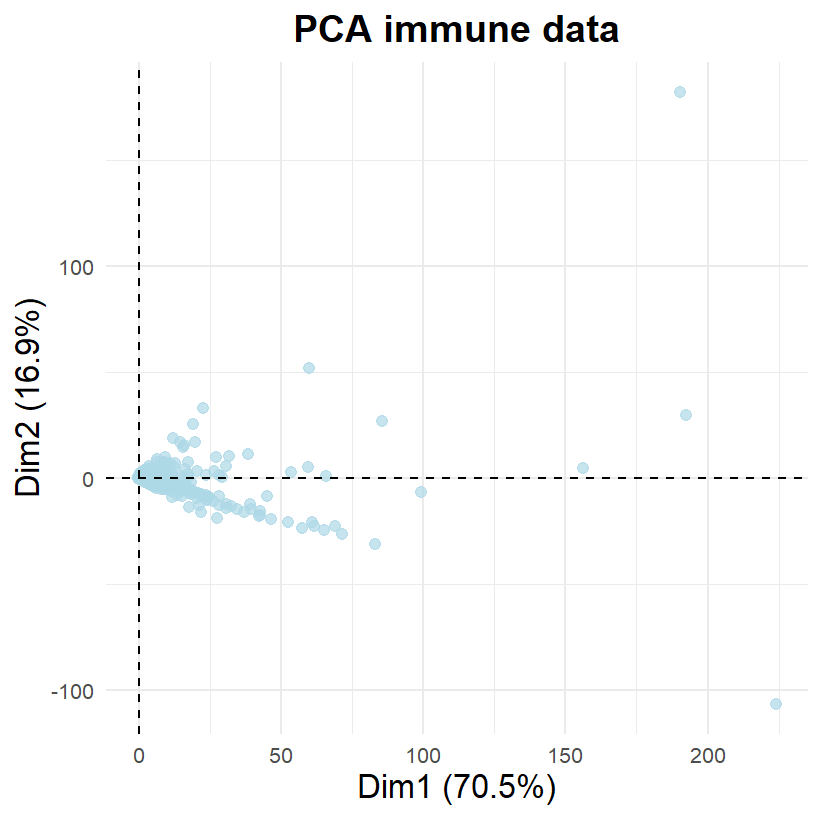 PCA immune data
Dim2 (16.9%)
100
0
-100
0 50 100 150 200
Dim1 (70.5%)